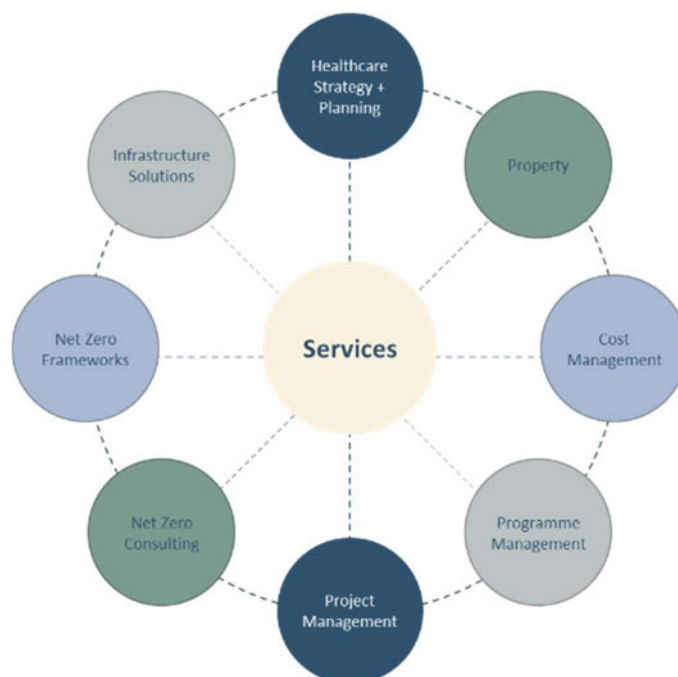 Healthcare
Strategy +
Planning
Property
Cost
Management
Programme
Management
Project
Management
Net Zero
Consulting
Net Zero
Frameworks
Infrastructure
Solutions
Services